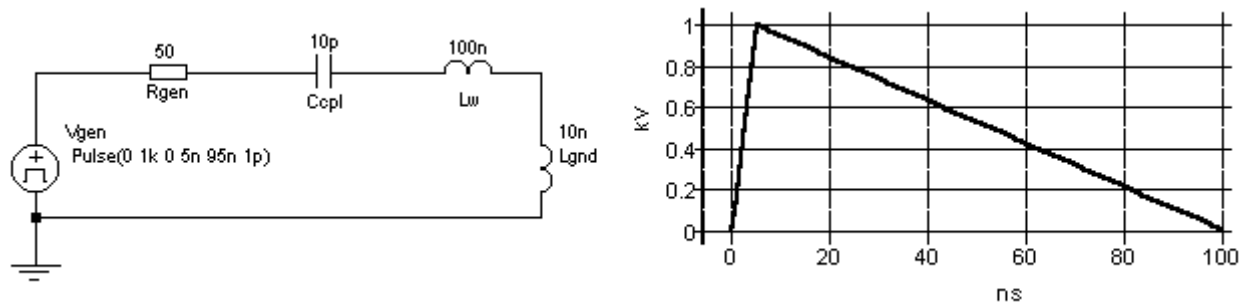 50
Rgen
10p
Ccpl
100n
Lw
10n
Lgnd
Vgen
Pulse(0 1k 0 5n 95n 1p)
kV
1
0.8
0.6
0.4
0.2
0
0 20 40 60 80 100
ns